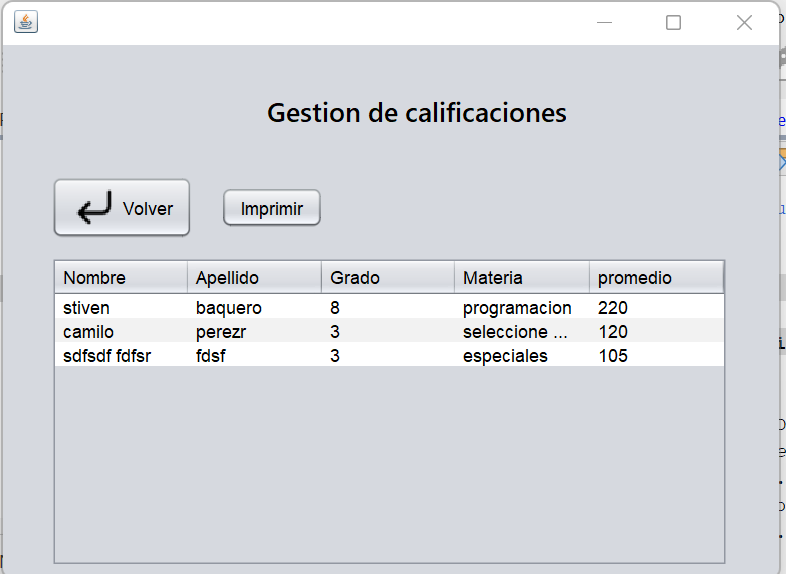 Gestion de calificaciones
Volver Imprimir
Nombre Apellido Grado Materia promedio
stiven baquero 8 programacion 220
camilo perezr 3 seleccione ... 120
sdfsdf fdfsr fdsf 3 especiales 105